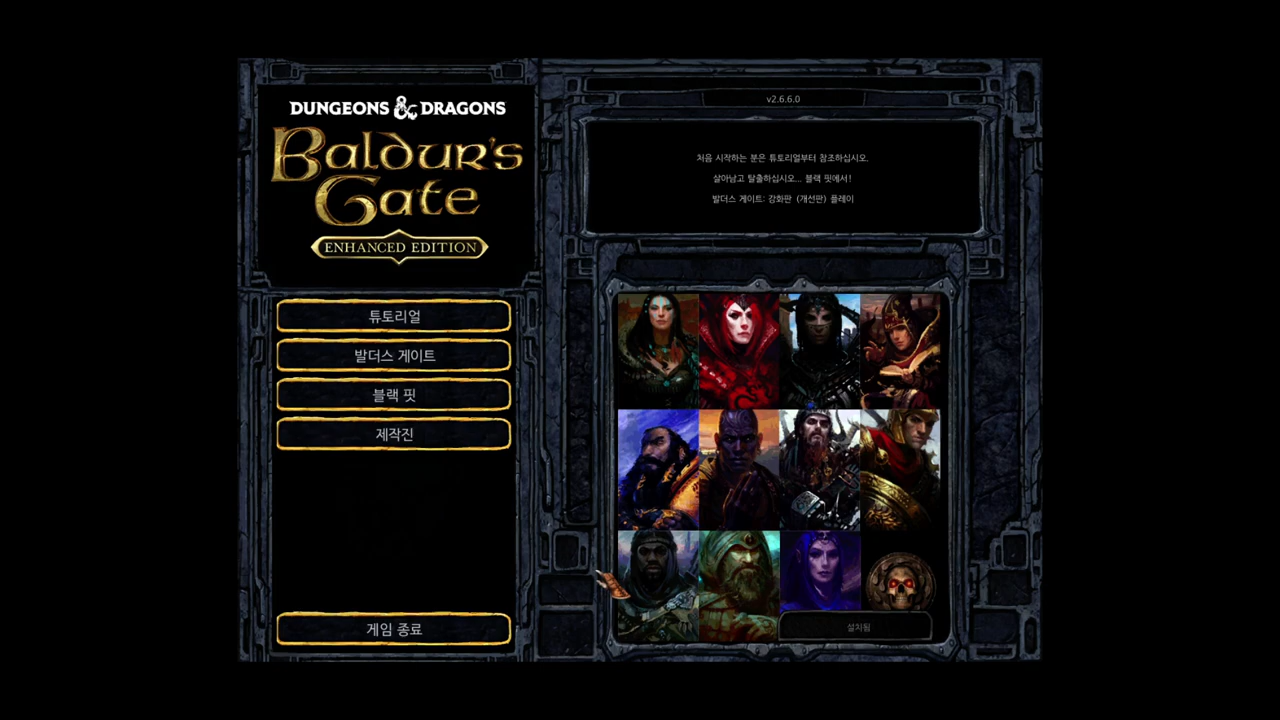 DUNGEONS & DRAGONS
Baldur's
Gate
ENHANCED EDITION
튜토리얼
발더스 게이트
블랙 핏
제작진
게임 종료
v2.6.6.0
처음 시작하는 분은 튜토리얼부터 참조하십시오.
살아남고 탈출하십시오... 블랙 핏에서!
발더스 게이트: 강화판 (개선판) 플레이
설치됨